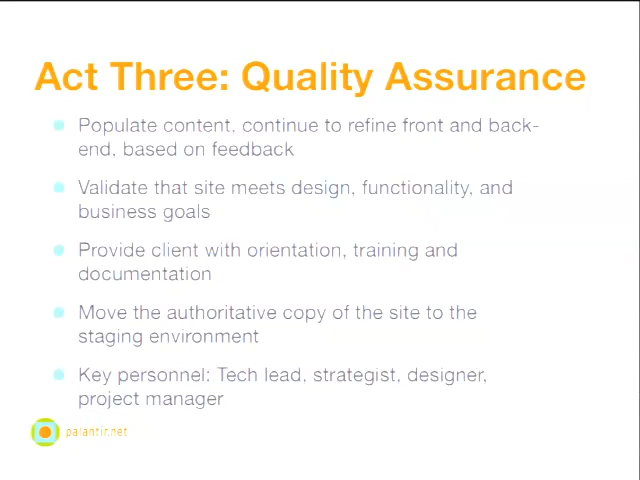 Act Three: Quality Assurance
Populate content, continue to refine front and back-
end, based on feedback
Validate that site meets design, functionality, and
business goals
Provide client with orientation, training and
documentation
Move the authoritative copy of the site to the
staging environment
Key personnel: Tech lead, strategist, designer,
project manager
palantir.net